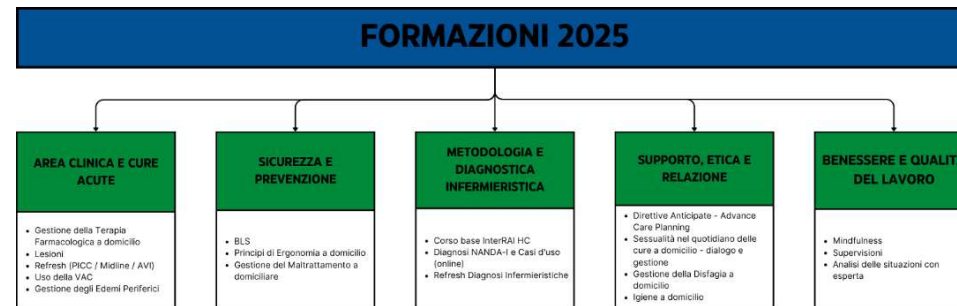 FORMAZIONI 2025
AREA CLINICA E CURE
ACUTE
• Gestione della Terapia
Farmacologica a domicilio
• Lesioni
• Refresh (PICC / Midline / AVI)
• Uso della VAC
• Gestione degli Edemi Periferici
SICUREZZA E
PREVENZIONE
• BLS
• Principi di Ergonomia a domicilio
• Gestione del Maltrattamento a
domiciliare
METODOLOGIA E
DIAGNOSTICA
INFERMIERISTICA
• Corso base InterRAI HC
• Diagnosi NANDA-I e Casi d'uso
(online)
• Refresh Diagnosi Infermieristiche
SUPPORTO, ETICA E
RELAZIONE
• Direttive Anticipate - Advance
Care Planning
• Sessualità nel quotidiano delle
cure a domicilio - dialogo e
gestione
• Gestione della Disfagia a
domicilio
• Igiene a domicilio
BENESSERE E QUALIT
DEL LAVORO
• Mindfulness
• Supervisioni
• Analisi delle situazioni con
esperta